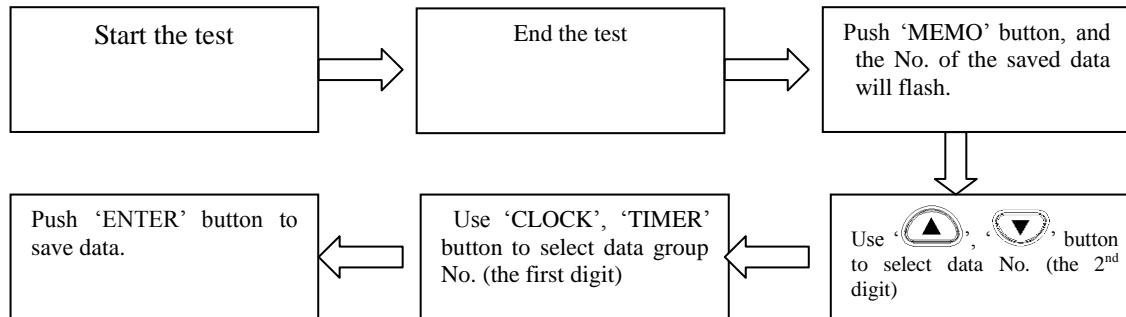 Start the test
End the test
Push ‘MEMO’ button, and
the No. of the saved data
will flash.
Use ‘▲’, ‘▼’ button
to select data No. (the 2nd
digit)
Use ‘CLOCK’, ‘TIMER’
button to select data group
No. (the first digit)
Push ‘ENTER’ button to
save data.